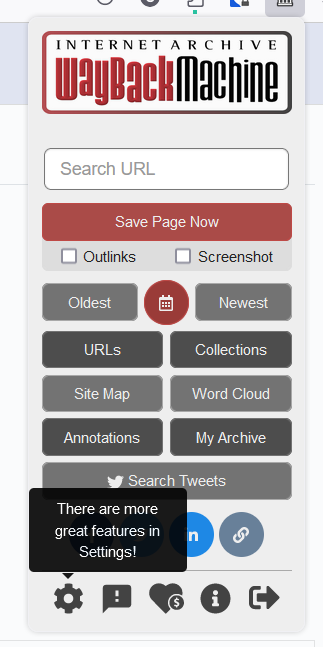 INTERNET ARCHIVE
WayBackMachine
Search URL
Save Page Now
Outlinks
Screenshot
Oldest
Newest
URLs
Collections
Site Map
Word Cloud
Annotations
My Archive
Search Tweets
There are more
great features in
Settings!
in